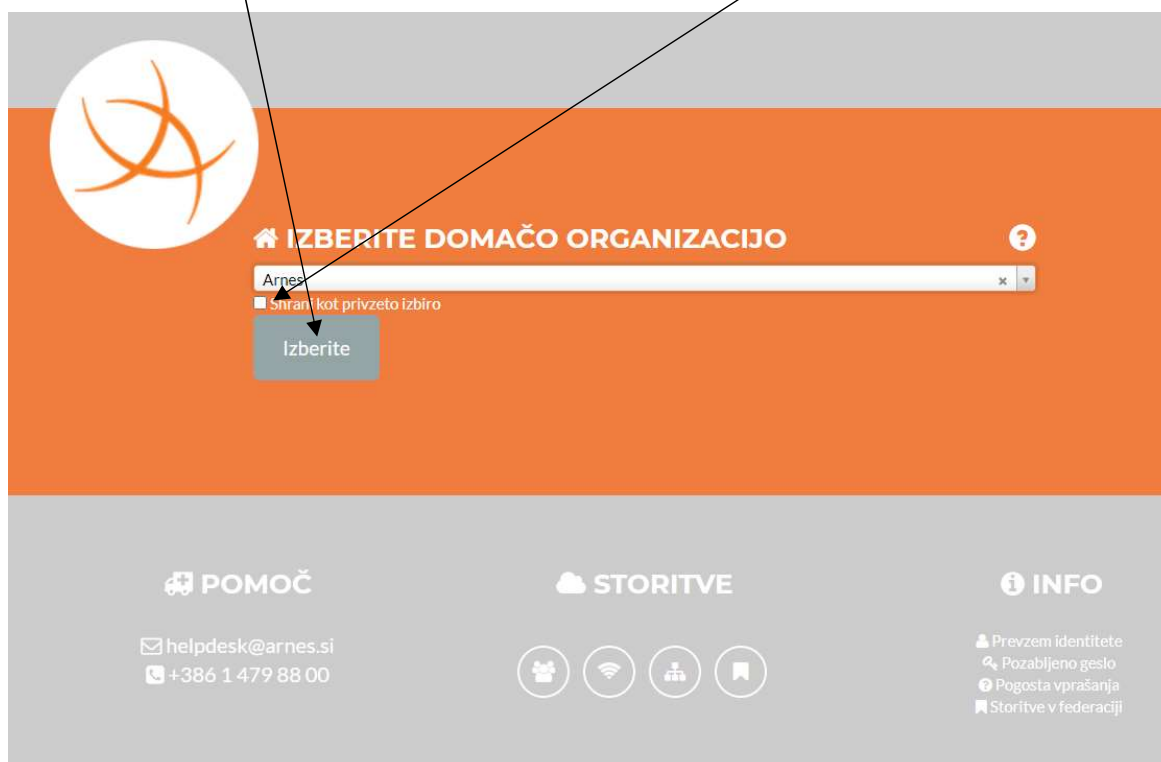 IZBERITE DOMAČO ORGANIZACIJO
Arnes
Shrani kot privzeto izbiro
Izberite
POMOČ
helpdesk@arnes.si
+386 1 479 88 00
STORITVE
INFO
Prevzem identitete
Pozabljeno geslo
Pogosta vprašanja
Storitve v federaciji